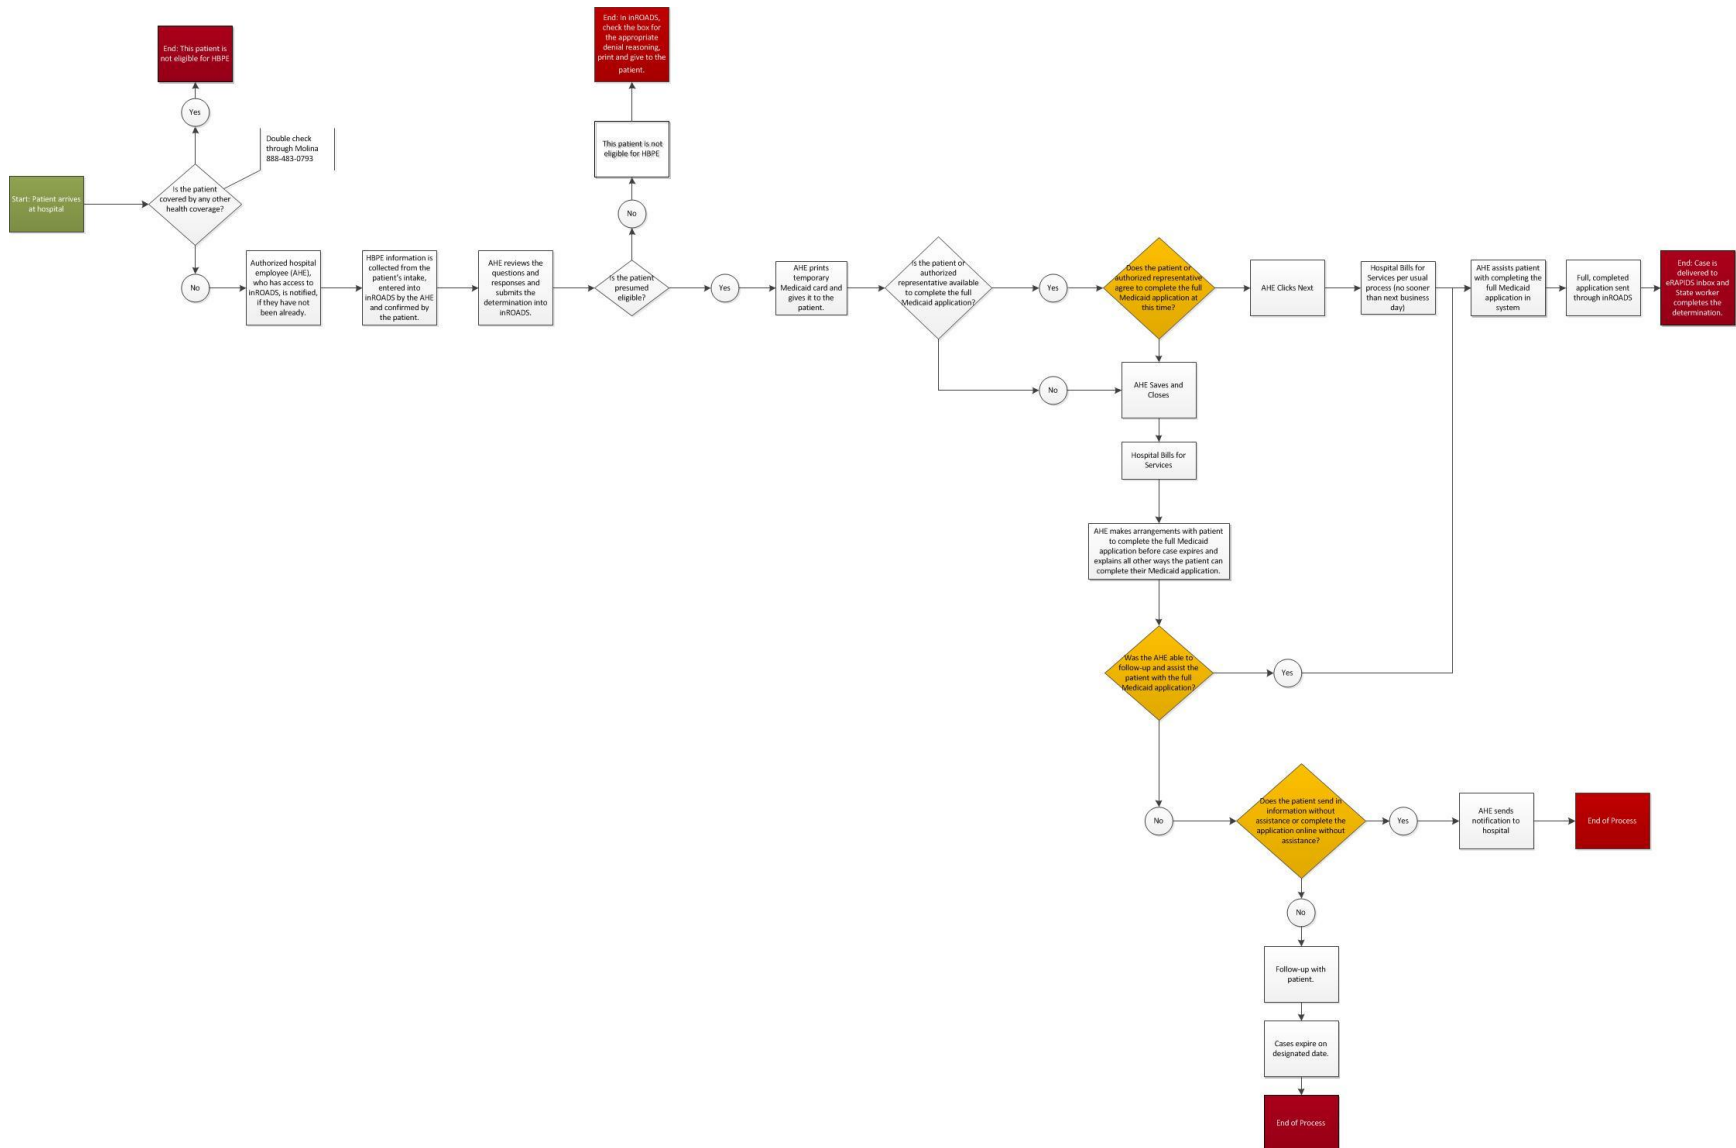 End: This patient is
not eligible for HBPE
End: In inROADS,
check the box for
the appropriate
denial reasoning,
print and give to the
patient.
Yes
Double check
through Molina
888-483-0793
This patient is not
eligible for HBPE
Start: Patient arrives
at hospital
Is the patient
covered by any other
health coverage?
No
No
Authorized hospital
employee (AHE),
who has access to
inROADS, is notified,
if they have not
been already.
HBPE information is
collected from the
patient's intake,
entered into
inROADS by the AHE
and confirmed by
the patient.
AHE reviews the
questions and
responses and
submits the
determination into
inROADS.
Is the patient
presumed
eligible?
Yes
AHE prints
temporary
Medicaid card and
gives it to the
patient.
Is the patient or
authorized
representative available
to complete the full
Medicaid application?
Yes
Does the patient or
authorized representative
agree to complete the full
Medicaid application at
this time?
AHE Clicks Next
Hospital Bills for
Services per usual
process (no sooner
than next business
day)
AHE assists patient
with completing the
full Medicaid
application in
system
Full, completed
application sent
through inROADS
End: Case is
delivered to
eRAPIDS inbox and
State worker
completes the
determination.
No
AHE Saves and
Closes
Hospital Bills for
Services
AHE makes arrangements with patient
to complete the full Medicaid
application before case expires and
explains all other ways the patient can
complete their Medicaid application.
Was the AHE able to
follow-up and assist the
patient with the full
Medicaid application?
Yes
No
Does the patient send in
information without
assistance or complete the
application online without
assistance?
Yes
AHE sends
notification to
hospital
End of Process
No
Follow-up with
patient.
Cases expire on
designated date.
End of Process